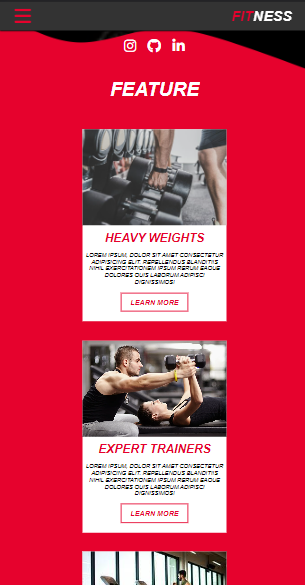 FITNESS
FEATURE
HEAVY WEIGHTS
LOREM IPSUM, DOLOR SIT AMET CONSECTETUR
ADIPISICING ELIT. REPELLENDUS BLANDITIIS
NIHIL EXERCITATIONEM IPSUM RERUM EAQUE
DOLORES QUIS LABORUM ADIPISCI
DIGNISSIMOS!
LEARN MORE
EXPERT TRAINERS
LOREM IPSUM, DOLOR SIT AMET CONSECTETUR
ADIPISICING ELIT. REPELLENDUS BLANDITIIS
NIHIL EXERCITATIONEM IPSUM RERUM EAQUE
DOLORES QUIS LABORUM ADIPISCI
DIGNISSIMOS!
LEARN MORE